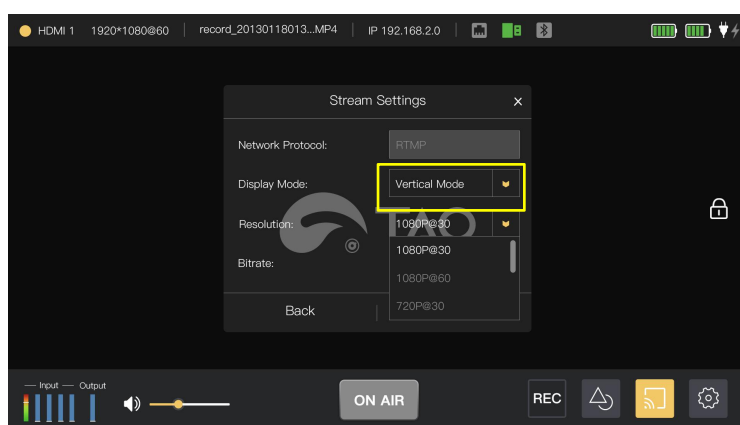 HDMI 1 1920*1080@60 record_20130118013...MP4 IP 192.168.2.0
Stream Settings x
Network Protocol: RTMP
Display Mode: Vertical Mode
TAO
Resolution: 1080P@30
1080P@30
Bitrate:
1080P@60
720P@30
Back
Input Output
ON AIR
REC